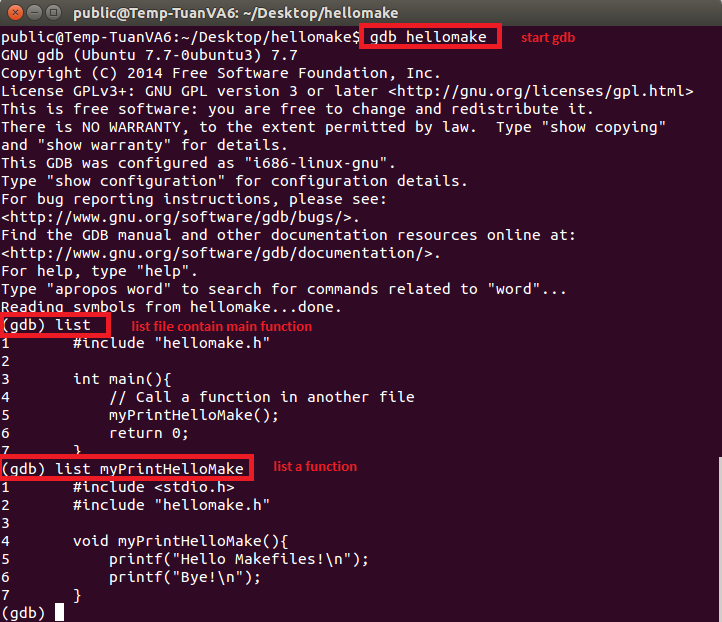 public@Temp-TuanVA6: ~/Desktop/hellomake
public@Temp-TuanVA6:~/Desktop/hellomake$ gdb hellomake start gdb
GNU gdb (Ubuntu 7.7-0ubuntu3) 7.7
Copyright (C) 2014 Free Software Foundation, Inc.
License GPLv3+: GNU GPL version 3 or later <http://gnu.org/licenses/gpl.html>
This is free software: you are free to change and redistribute it.
There is NO WARRANTY, to the extent permitted by law.  Type "show copying"
and "show warranty" for details.
This GDB was configured as "i686-linux-gnu".
Type "show configuration" for configuration details.
For bug reporting instructions, please see:
<http://www.gnu.org/software/gdb/bugs/>.
Find the GDB manual and other documentation resources online at:
<http://www.gnu.org/software/gdb/documentation/>.
For help, type "help".
Type "apropos word" to search for commands related to "word"...
Reading symbols from hellomake...done.
(gdb) list list file contain main function
1       #include "hellomake.h"
2
3       int main(){
4           // Call a function in another file
5           myPrintHelloMake();
6           return 0;
7       }
(gdb) list myPrintHelloMake list a function
1       #include <stdio.h>
2       #include "hellomake.h"
3
4       void myPrintHelloMake(){
5           printf("Hello Makefiles!\n");
6           printf("Bye!\n");
7       }
(gdb)